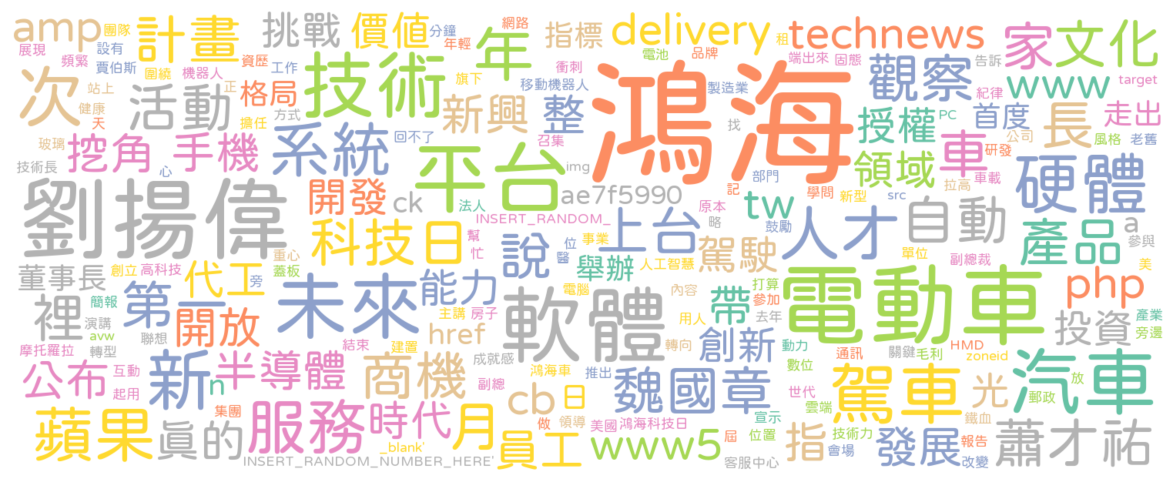 amp 團隊 計畫 挑戰 價值 分鐘 年輕 網路 指標 delivery 電池 品牌 租 technews 家 文化
展現 頻繁 設有 賈伯斯 資歷 工作 年 端出來 固態 告訴
次 站上 圍繞 機器人 正 技術 旗下 衝刺 移動機器人 鴻海 製造業 觀察 www 紀律 target
健康 天 活動 擔任 格局 方式 新興 整 找 授權 PC 首度 長 走出
玻璃 挖角 手機 系統 回不了 平台 召集 img 部門 領域 車 研發 公司 風格 老舊
技術長 心 記 學問 新型 src 拉高 車載 硬體
劉揚偉 開發 ck 法人 ae7f5990 原本 tw 人才 自動 a
科技日 INSERT_RANDOM_ 略 鼓勵 產品 參與
重心 幫 忙 說 位 事業 上台 駕駛 單位
董事長 創立 高科技 旁 蓋板 代工 未來 能力 醫 舉辦 人工智慧 打算 副總裁 美 php
裡 簡報 第一 主講 房子 軟體 電腦 內容 帶 參加 電動車 產業
演講 avw 聯想 開放 href 用人 去年 投資 旁邊
摩托羅拉 轉型 結束 建置 成就感 轉向 創新 動力 通訊 關鍵 毛利 HMD zoneid
公布 互動 起用 新 n 半導體 商機 副總 鴻海車 推出 魏國章 數位 駕車 光 放 郵政 汽車
世代 雲端
蘋果 真的 集團 服務 時代 月 cb 日 做 領導 美國 鴻海科技日 宣示 技術力 鐵血
_blank' 員工 www5 屆 位置 指 會場 發展 報告 蕭才祐
INSERT_RANDOM_NUMBER_HERE' 客服中心 改變